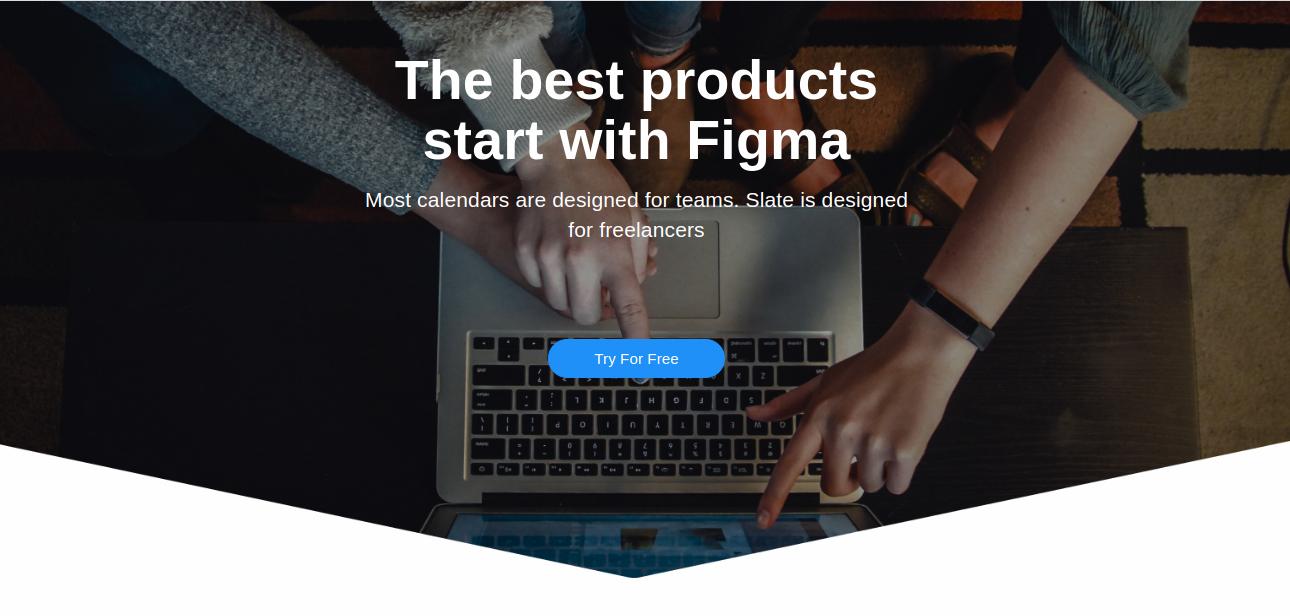 The best products
start with Figma
Most calendars are designed for teams. Slate is designed
for freelancers
Try For Free